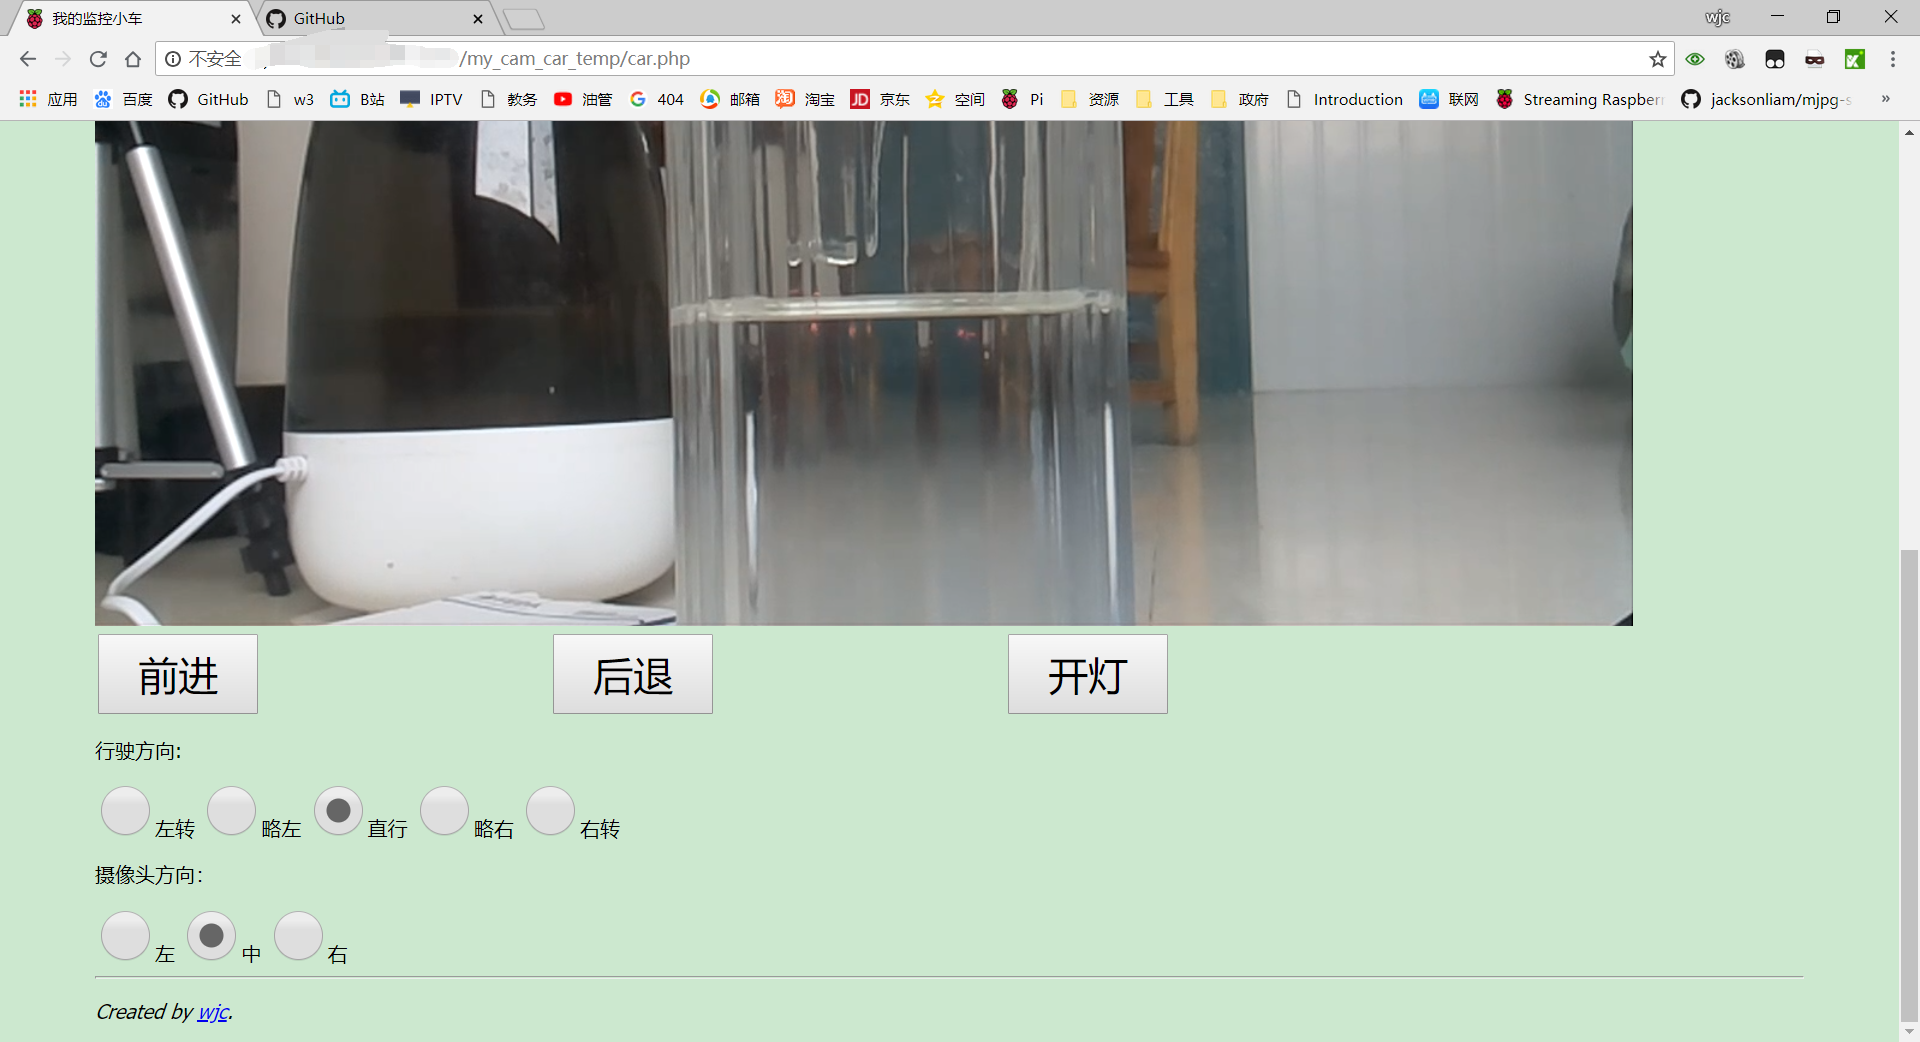 我的监控小车 GitHub wjc
不安全 /my_cam_car_temp/car.php
应用 百度 GitHub w3 B站 IPTV 教务 油管 404 邮箱 淘宝 京东 空间 Pi 资源 工具 政府 Introduction 联网 Streaming Raspber jacksonliam/mjpg-s »
前进 后退 开灯
行驶方向:
左转 略左 直行 略右 右转
摄像头方向:
左 中 右
Created by wjc.